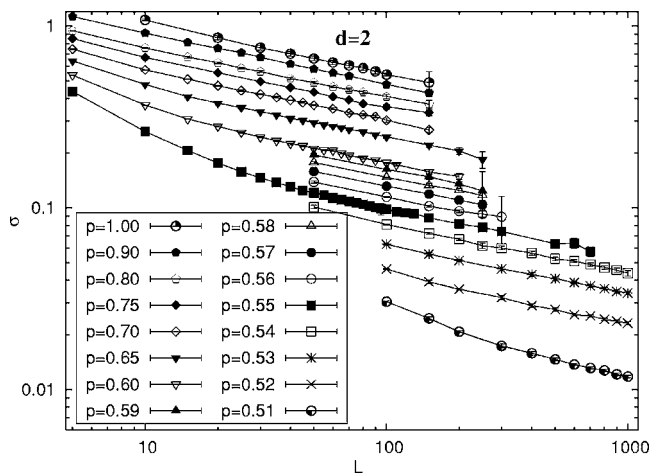 d=2
1
0.1
0.01
σ
p=1.00
p=0.90
p=0.80
p=0.75
p=0.70
p=0.65
p=0.60
p=0.59
p=0.58
p=0.57
p=0.56
p=0.55
p=0.54
p=0.53
p=0.52
p=0.51
10
100
1000
L